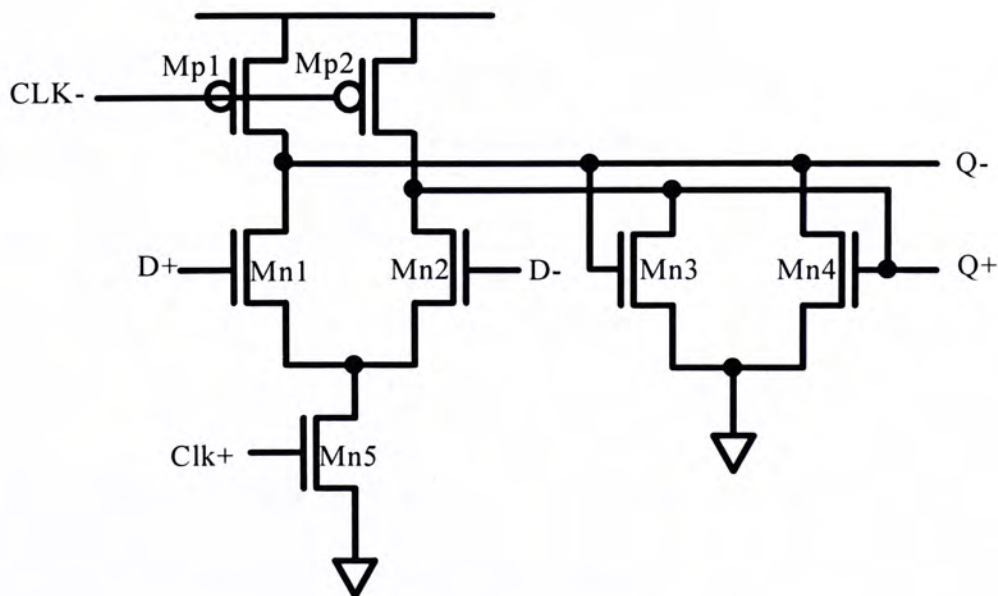 Mp1
Mp2
CLK-
Q-
D+
Mn1
Mn2
D-
Mn3
Mn4
Q+
Clk+
Mn5